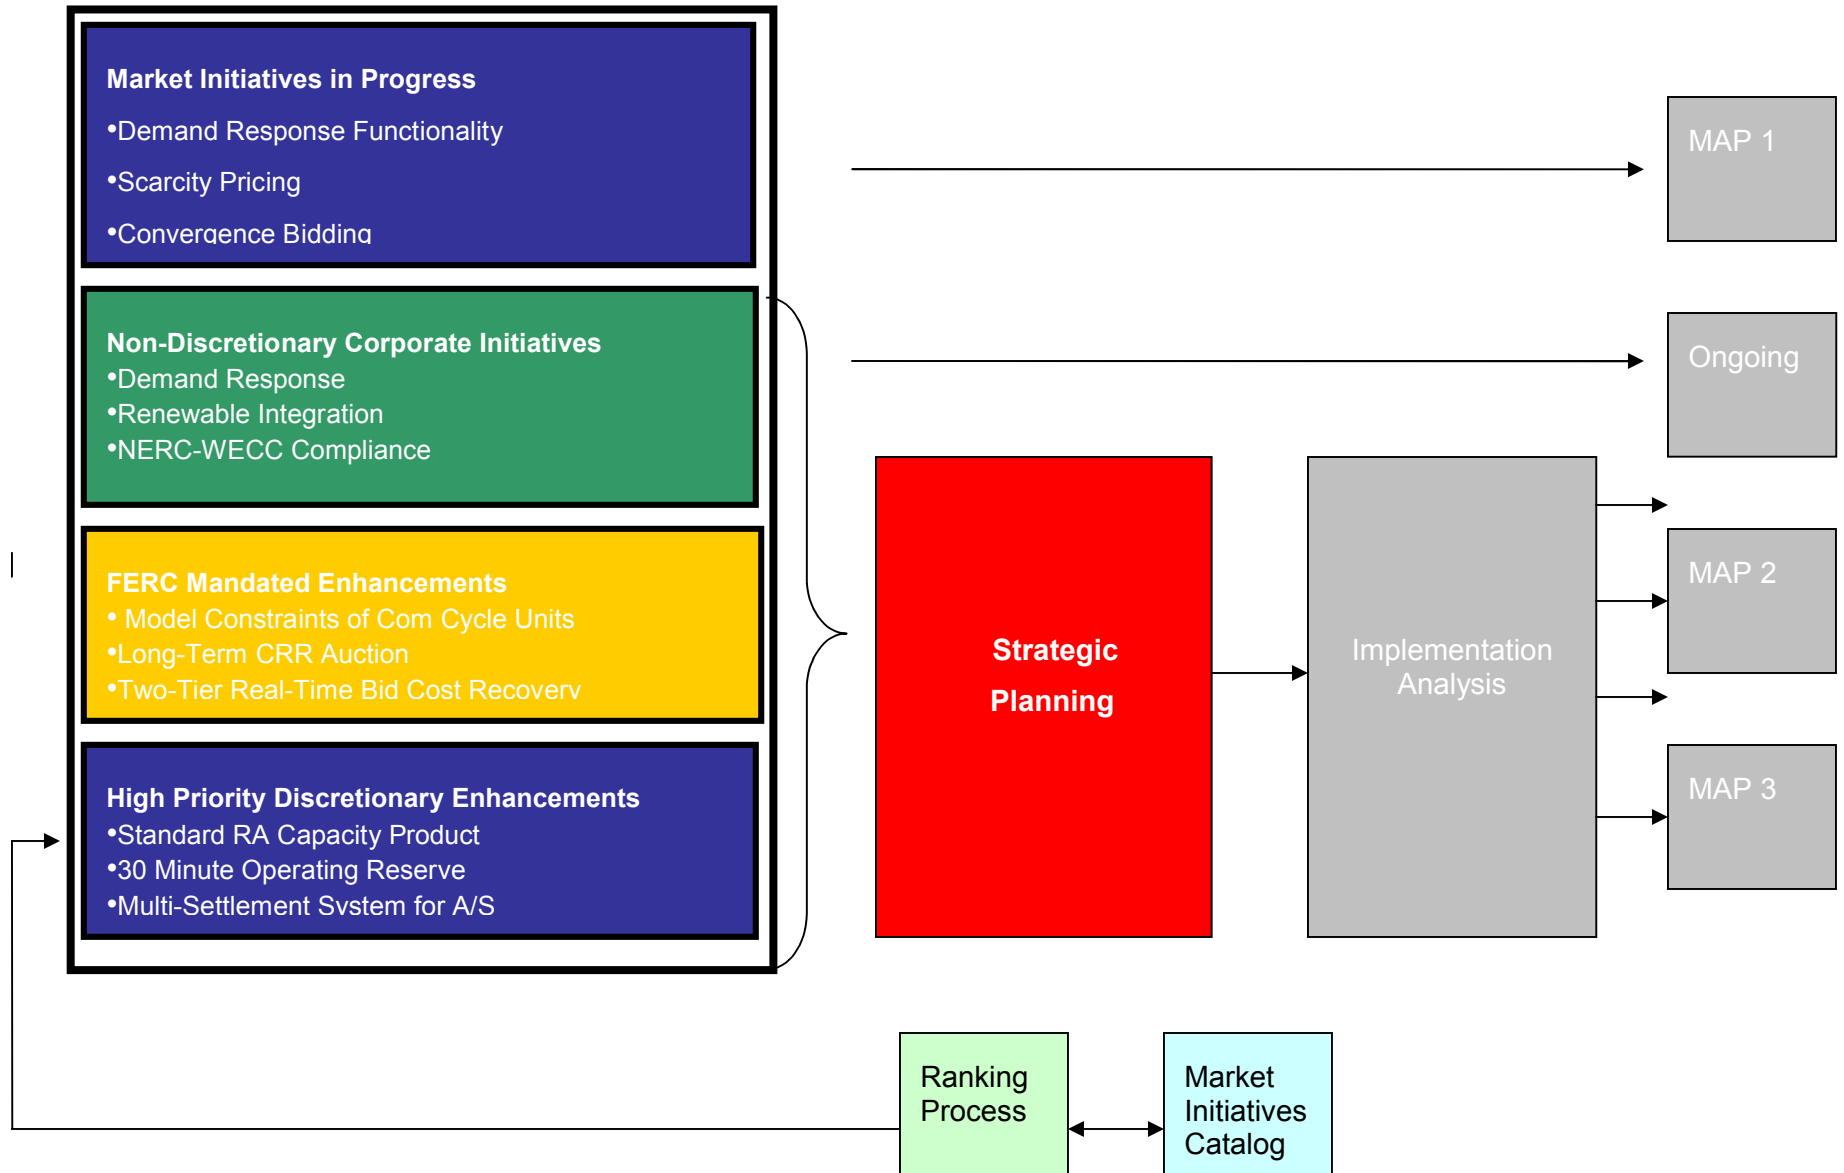 Market Initiatives in Progress
•Demand Response Functionality
•Scarcity Pricing
•Convergence Bidding
Non-Discretionary Corporate Initiatives
•Demand Response
•Renewable Integration
•NERC-WECC Compliance
FERC Mandated Enhancements
• Model Constraints of Com Cycle Units
•Long-Term CRR Auction
•Two-Tier Real-Time Bid Cost Recovery
High Priority Discretionary Enhancements
•Standard RA Capacity Product
•30 Minute Operating Reserve
•Multi-Settlement System for A/S
Strategic
Planning
Implementation
Analysis
MAP 1
Ongoing
MAP 2
MAP 3
Ranking
Process
Market
Initiatives
Catalog